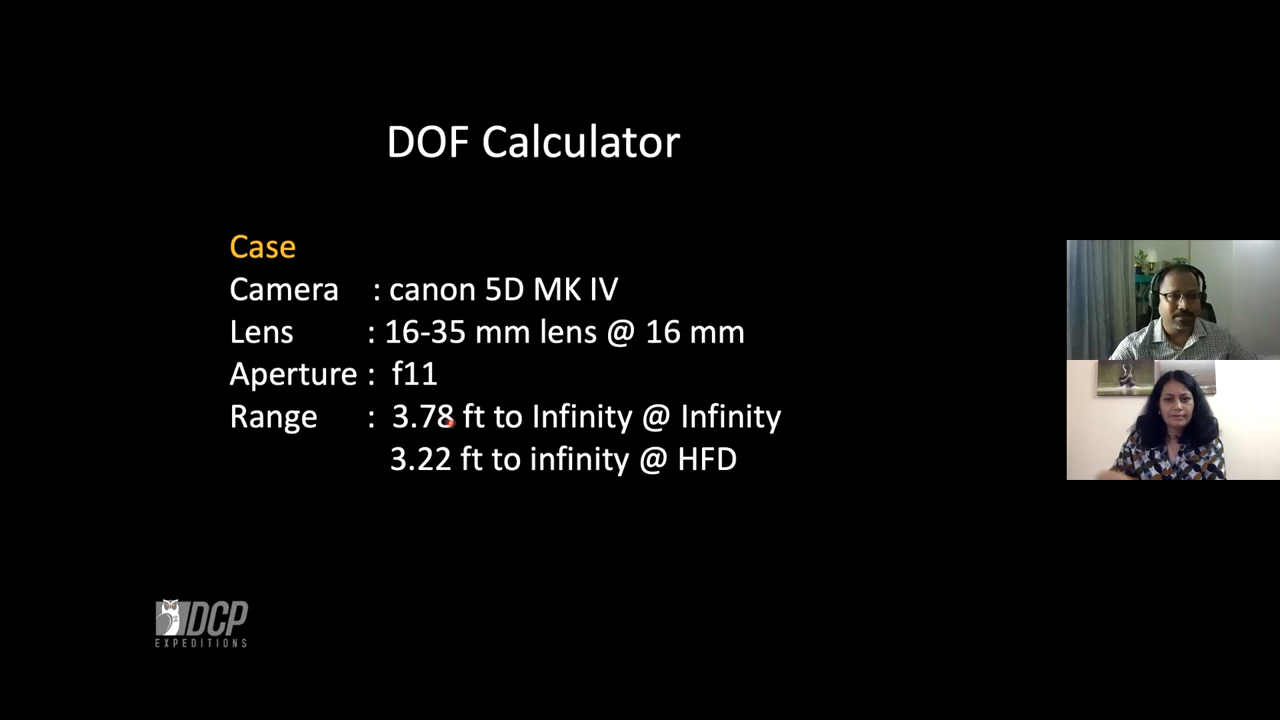 DOF Calculator
Case
Camera : canon 5D MK IV
Lens : 16-35 mm lens @ 16 mm
Aperture : f11
Range : 3.78 ft to Infinity @ Infinity
3.22 ft to infinity @ HFD
DCP
EXPEDITIONS